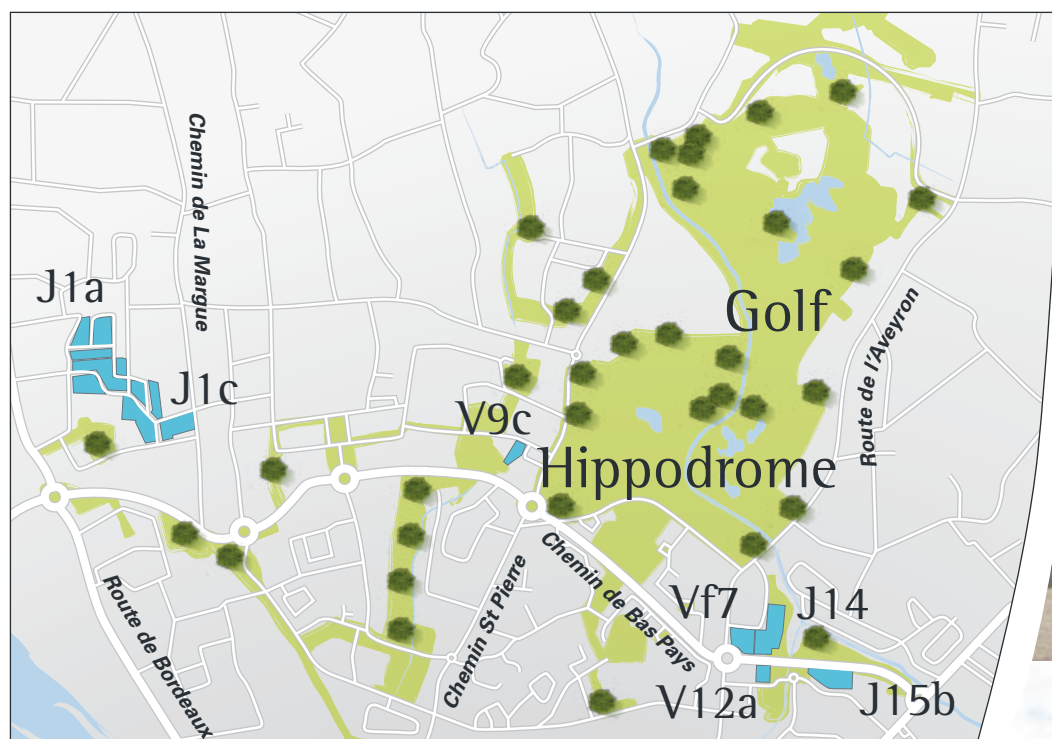 Chemin de La Margue
J1a
Golf
Route de l'Aveyron
J1c
V9c
Hippodrome
Chemin de Bas Pays
Chemin St Pierre
Route de Bordeaux
Vf7
J14
V12a
J15b